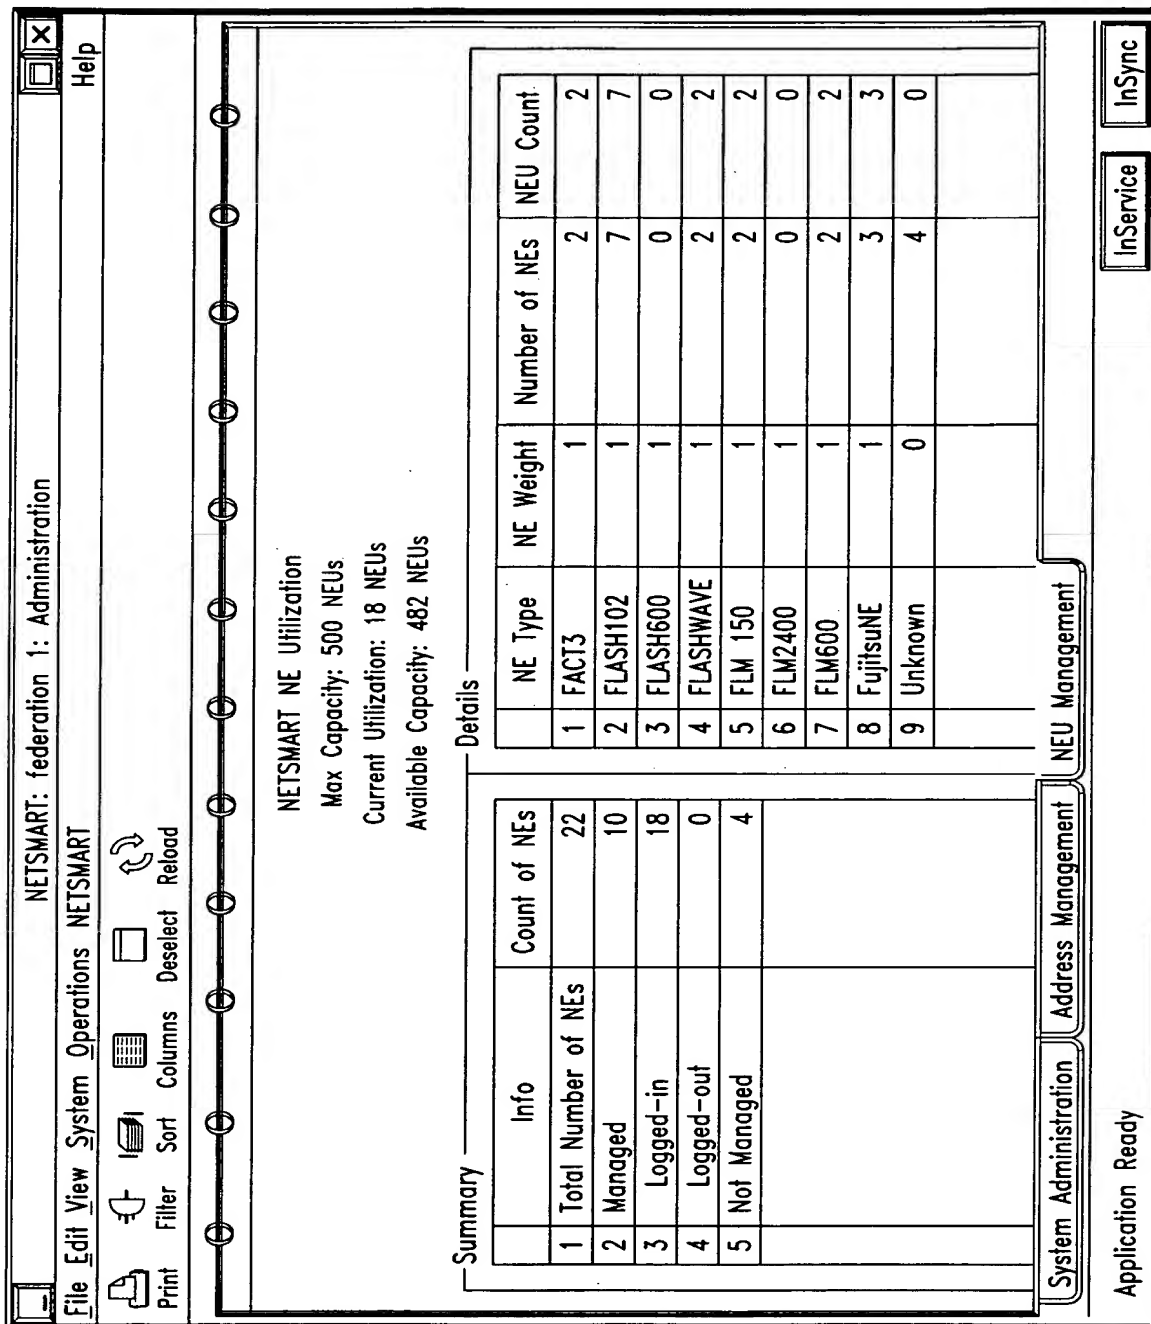 NETSMART: federation 1: Administration
File Edit View System Operations NETSMART Help
Print Filter Sort Columns Deselect Reload
NETSMART NE Utilization
Max Capacity: 500 NEUs
Current Utilization: 18 NEUs
Available Capacity: 482 NEUs
Summary
Info Count of NEs
1 Total Number of NEs 22
2 Managed 10
3 Logged-in 18
4 Logged-out 0
5 Not Managed 4
Details
NE Type NE Weight Number of NEs NEU Count
1 FACT3 1 2 2
2 FLASH102 1 7 7
3 FLASH600 1 0 0
4 FLASHWAVE 1 2 2
5 FLM 150 1 2 2
6 FLM2400 1 0 0
7 FLM600 1 2 2
8 FujitsuNE 1 3 3
9 Unknown 0 4 0
System Administration Address Management NEU Management
Application Ready InService InSync